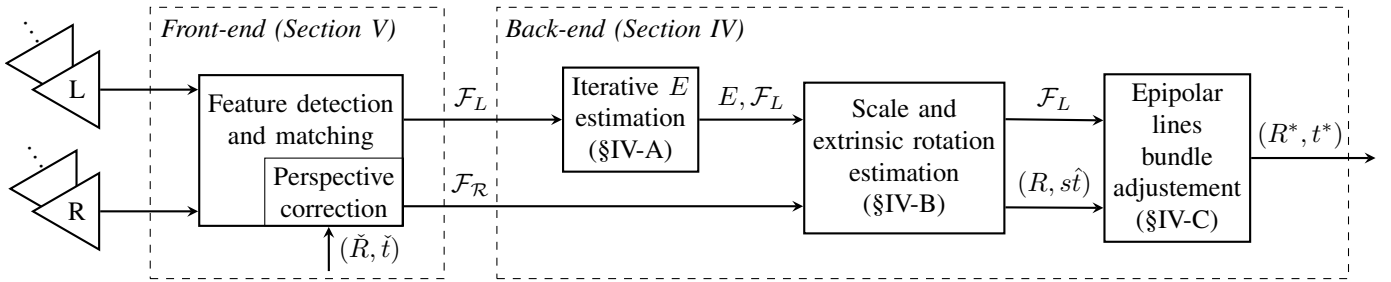 Front-end (Section V)
Back-end (Section IV)
⋱
L
⋱
R
Feature detection
and matching
Perspective
correction
(Ř, ť)
ℱ_L
ℱ_ℛ
Iterative E
estimation
(§IV-A)
E, ℱ_L
Scale and
extrinsic rotation
estimation
(§IV-B)
ℱ_L
(R, st̂)
Epipolar
lines
bundle
adjustement
(§IV-C)
(R*, t*)